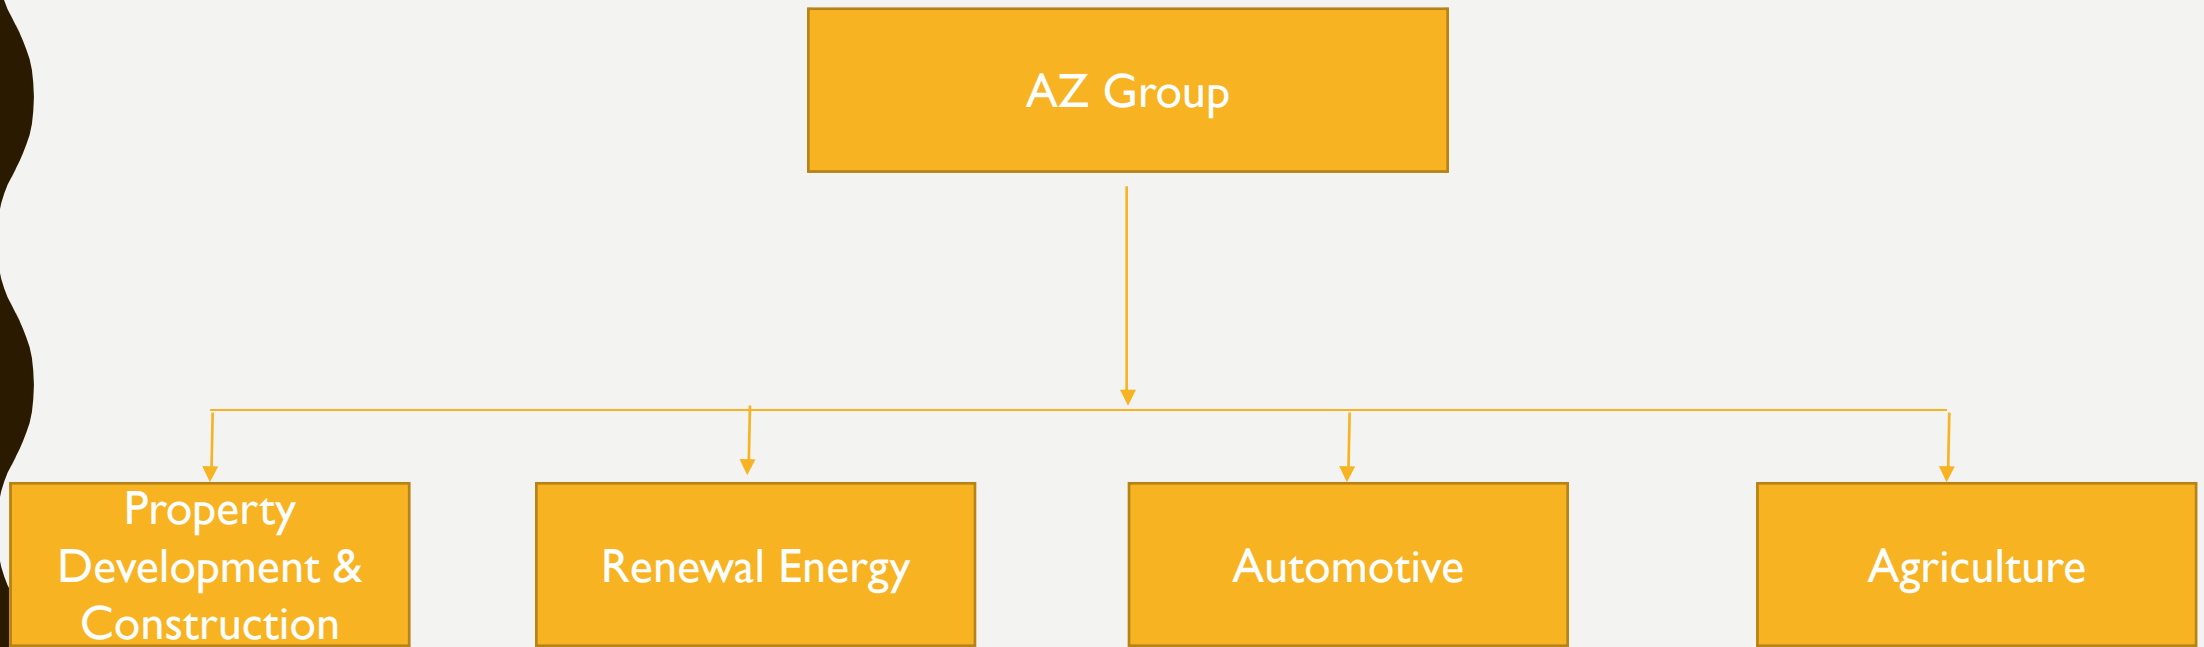 AZ Group
Property
Development &
Construction
Renewal Energy
Automotive
Agriculture